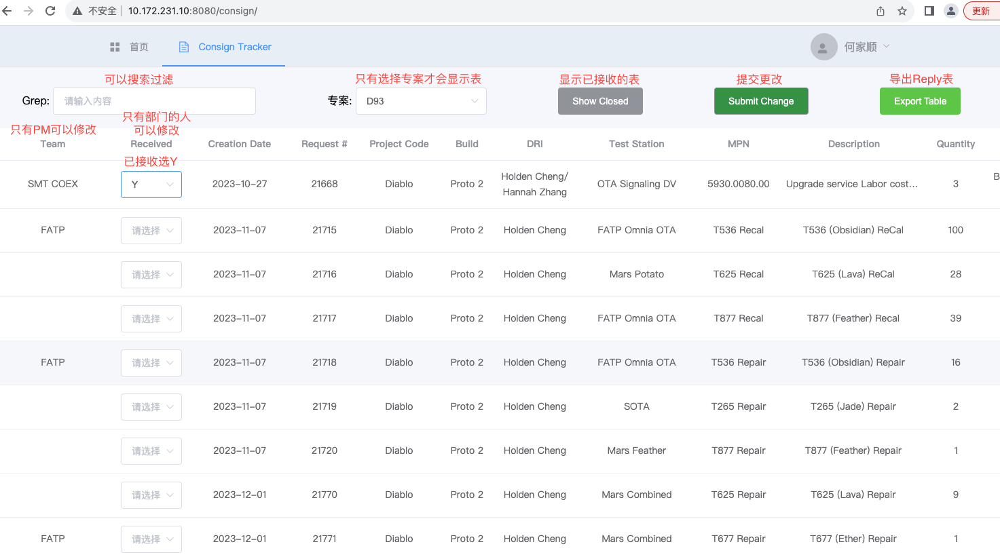 不安全 10.172.231.10:8080/consign/ 更新
首页 Consign Tracker 何家顺
可以搜索过滤 只有选择专案才会显示表 显示已接收的表 提交更改 导出Reply表
Grep: 请输入内容 专案: D93 Show Closed Submit Change Export Table
只有PM可以修改 只有部门的人
可以修改
Team Received Creation Date Request # Project Code Build DRI Test Station MPN Description Quantity
已接收选Y
SMT COEX Y 2023-10-27 21668 Diablo Proto 2 Holden Cheng/ OTA Signaling DV 5930.0080.00 Upgrade service Labor cost... 3 B
Hannah Zhang
FATP 请选择 2023-11-07 21715 Diablo Proto 2 Holden Cheng FATP Omnia OTA T536 Recal T536 (Obsidian) ReCal 100
请选择 2023-11-07 21716 Diablo Proto 2 Holden Cheng Mars Potato T625 Recal T625 (Lava) ReCal 28
请选择 2023-11-07 21717 Diablo Proto 2 Holden Cheng FATP Omnia OTA T877 Recal T877 (Feather) Recal 39
FATP 请选择 2023-11-07 21718 Diablo Proto 2 Holden Cheng FATP Omnia OTA T536 Repair T536 (Obsidian) Repair 16
请选择 2023-11-07 21719 Diablo Proto 2 Holden Cheng SOTA T265 Repair T265 (Jade) Repair 2
请选择 2023-11-07 21720 Diablo Proto 2 Holden Cheng Mars Feather T877 Repair T877 (Feather) Repair 1
请选择 2023-12-01 21770 Diablo Proto 2 Holden Cheng Mars Combined T625 Repair T625 (Lava) Repair 9
FATP 请选择 2023-12-01 21771 Diablo Proto 2 Holden Cheng Mars Combined T677 Repair T677 (Ether) Repair 1